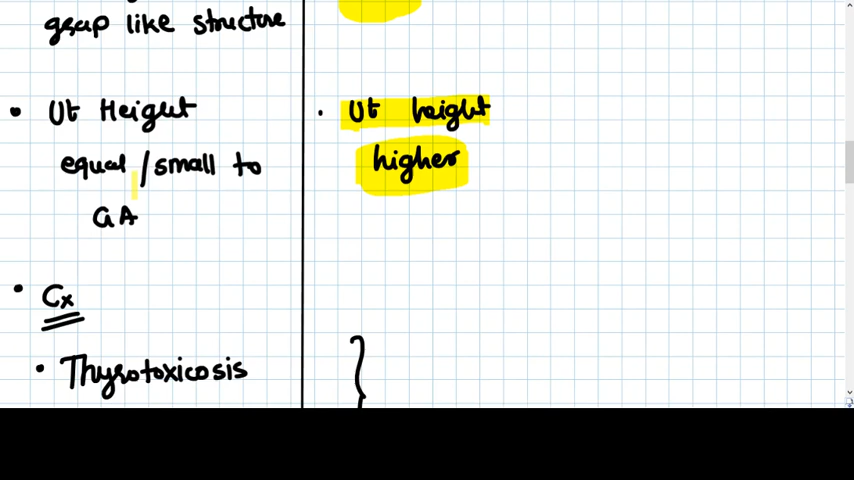 grap like structure
• Ut Height
equal /small to
GA
• Ut height
higher
• Cx
• Thyrotoxicosis